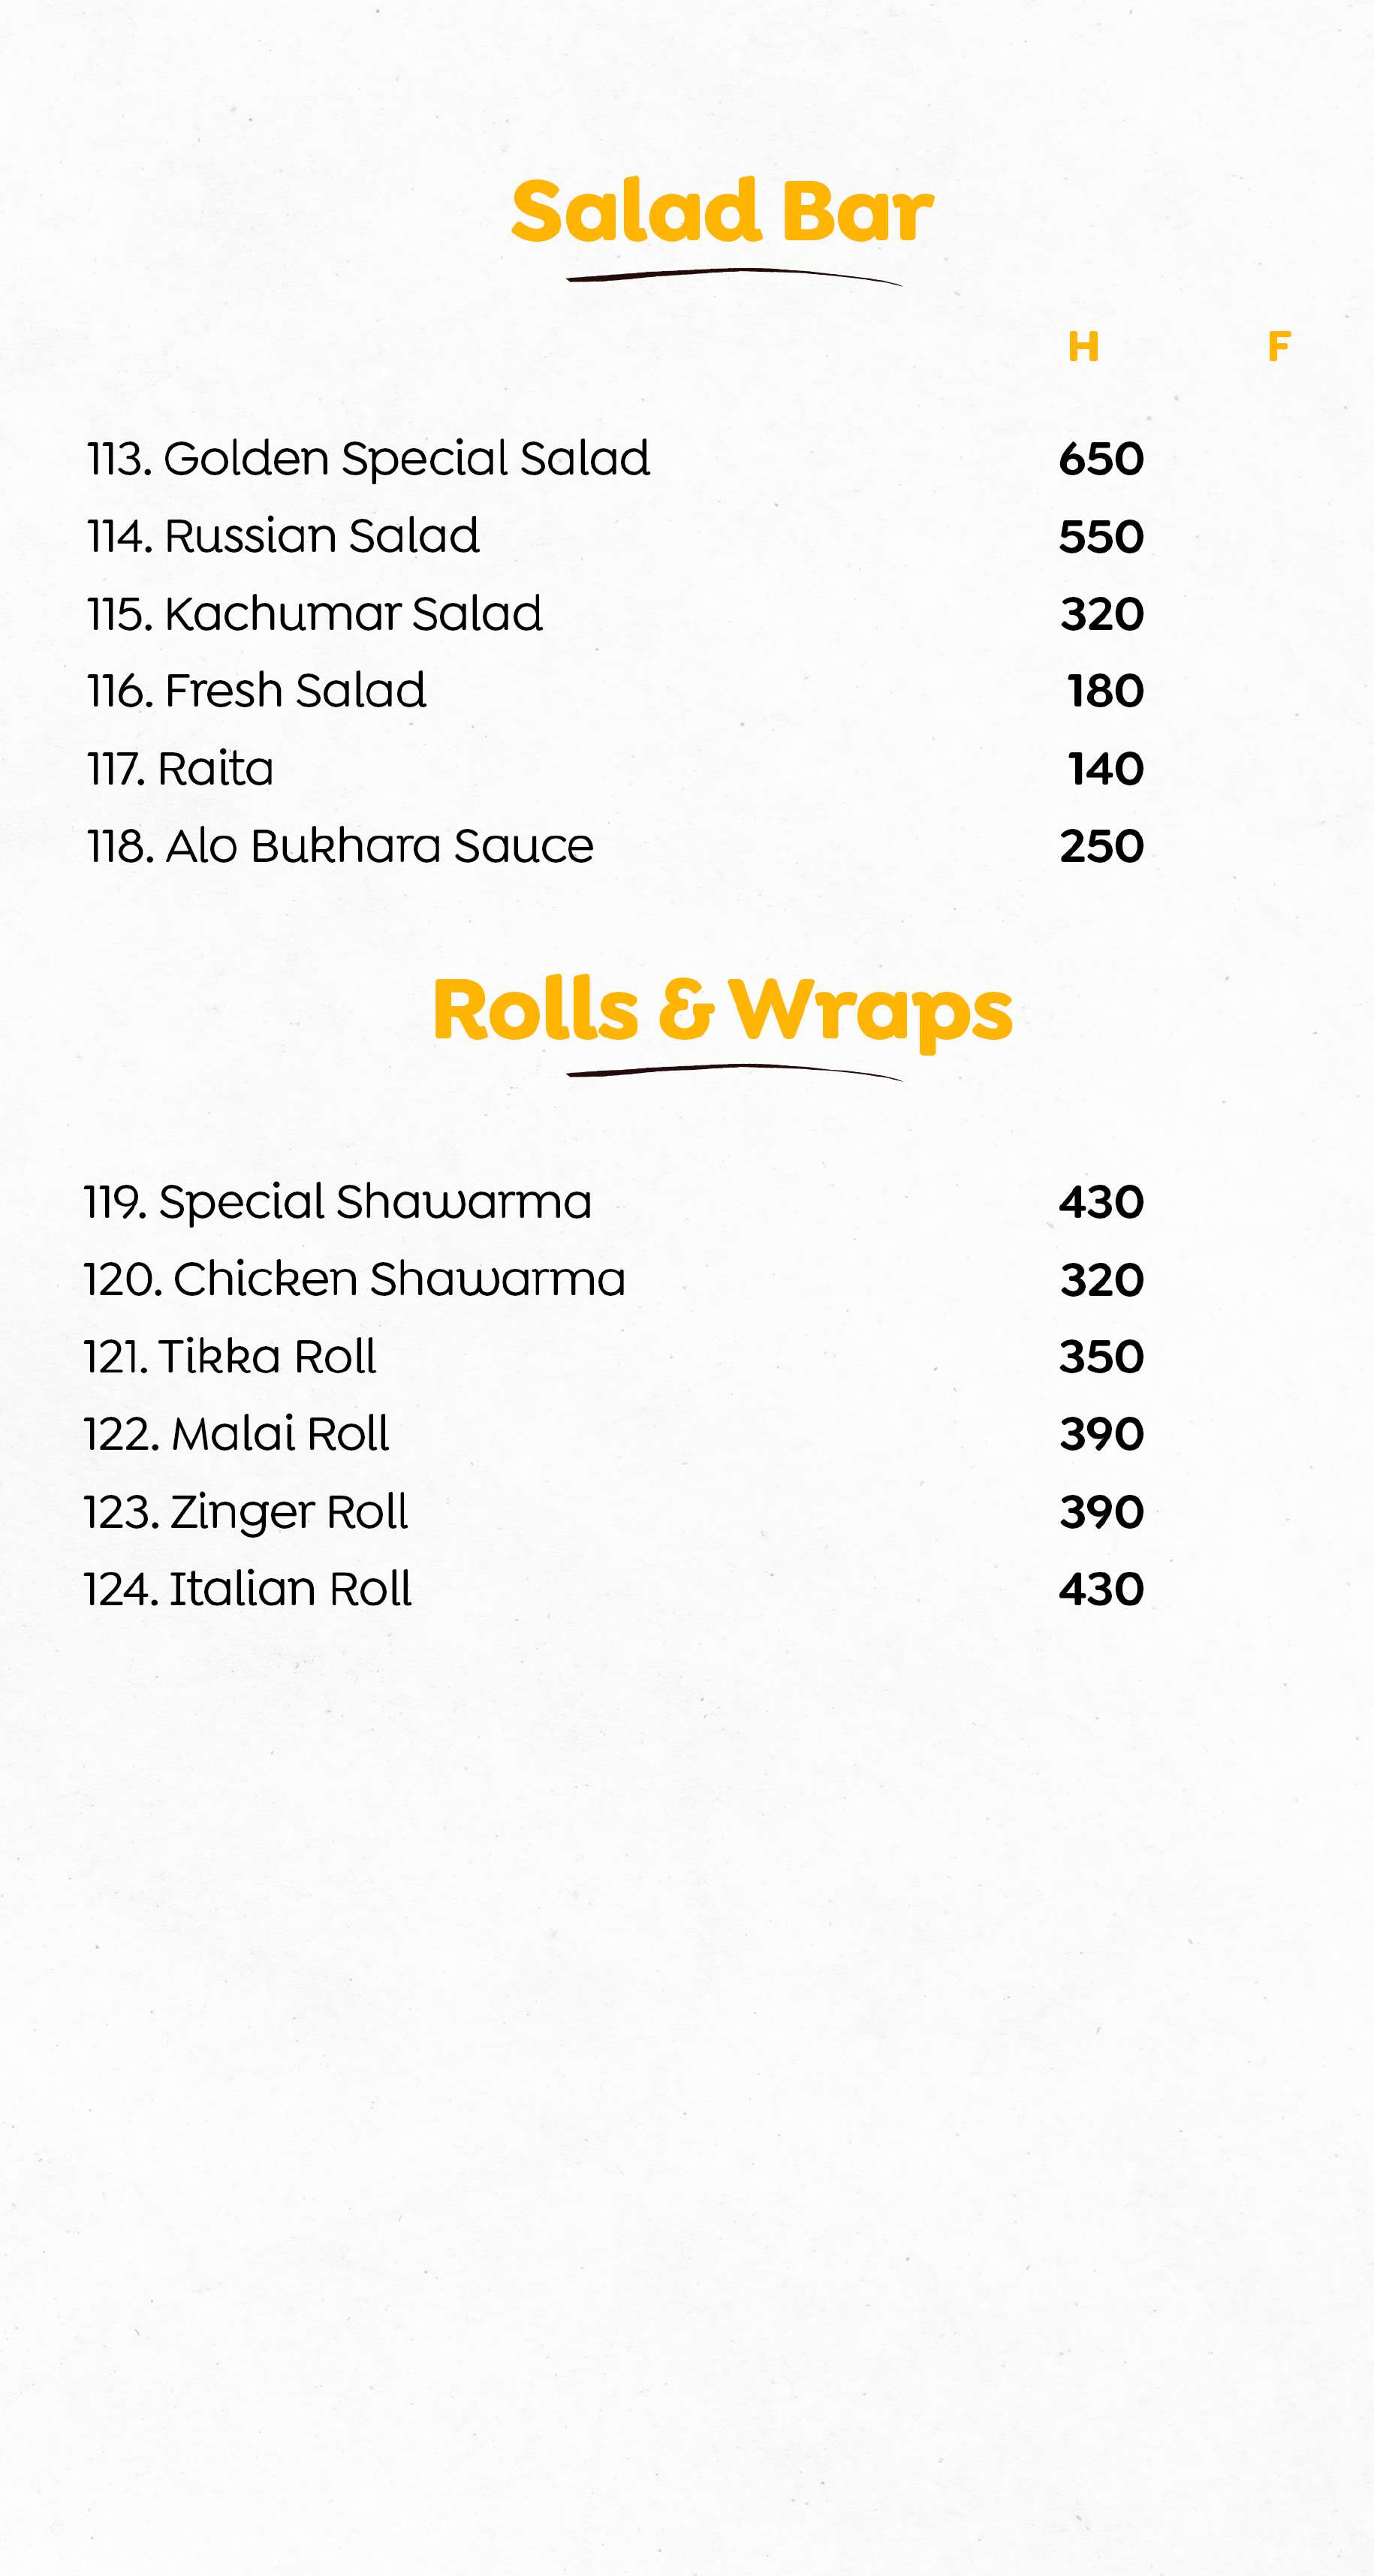 Salad Bar
H F
113. Golden Special Salad 650
114. Russian Salad 550
115. Kachumar Salad 320
116. Fresh Salad 180
117. Raita 140
118. Alo Bukhara Sauce 250
Rolls & Wraps
119. Special Shawarma 430
120. Chicken Shawarma 320
121. Tikka Roll 350
122. Malai Roll 390
123. Zinger Roll 390
124. Italian Roll 430